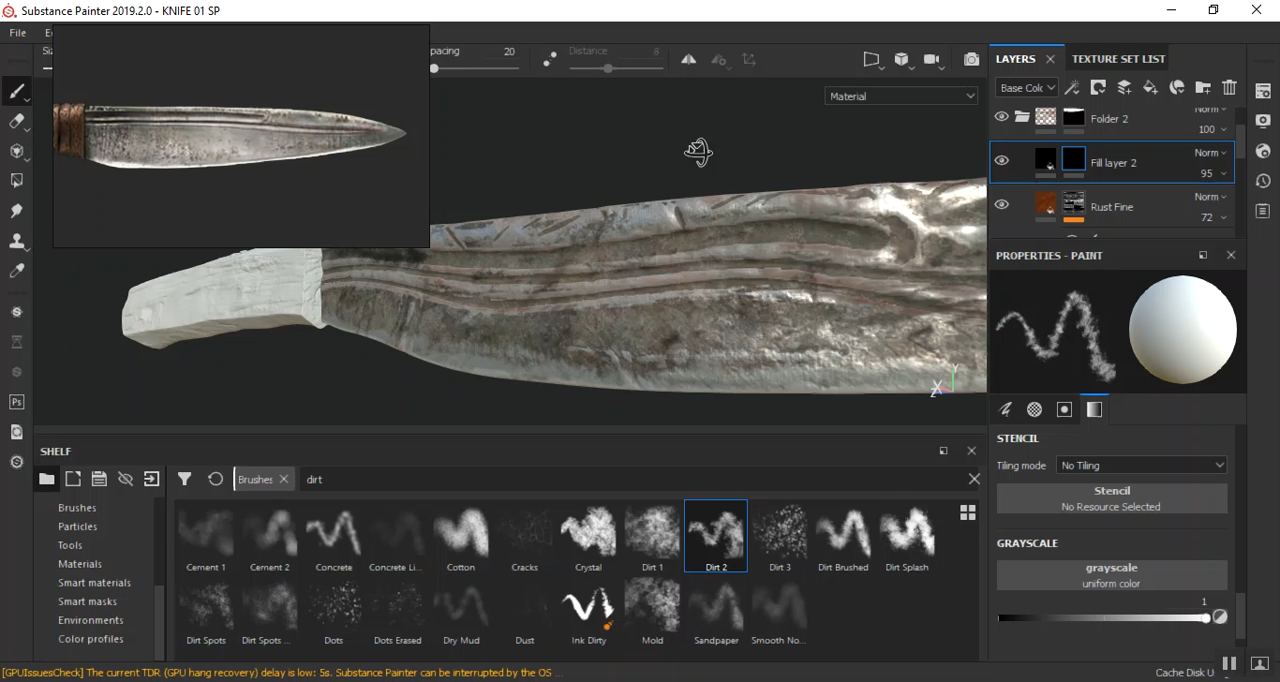 Substance Painter 2019.2.0 - KNIFE 01 SP
File
E
Si
pacing 20
Distance 8
Material
LAYERS
TEXTURE SET LIST
Base Col
Norm
Folder 2
100
Norm
Fill layer 2
95
Norm
Rust Fine
72
PROPERTIES - PAINT
Y
X
Z
STENCIL
Tiling mode No Tiling
Stencil
No Resource Selected
GRAYSCALE
grayscale
uniform color
1
SHELF
Brushes
dirt
Brushes
Particles
Tools
Materials
Smart materials
Smart masks
Environments
Color profiles
Cement 1 Cement 2 Concrete Concrete Li... Cotton Cracks Crystal Dirt 1 Dirt 2 Dirt 3 Dirt Brushed Dirt Splash
Dirt Spots Dirt Spots ... Dots Dots Erased Dry Mud Dust Ink Dirty Mold Sandpaper Smooth No...
Ps
[GPUIssuesCheck] The current TDR (GPU hang recovery) delay is low: 5s. Substance Painter can be interrupted by the OS ...
Cache Disk U